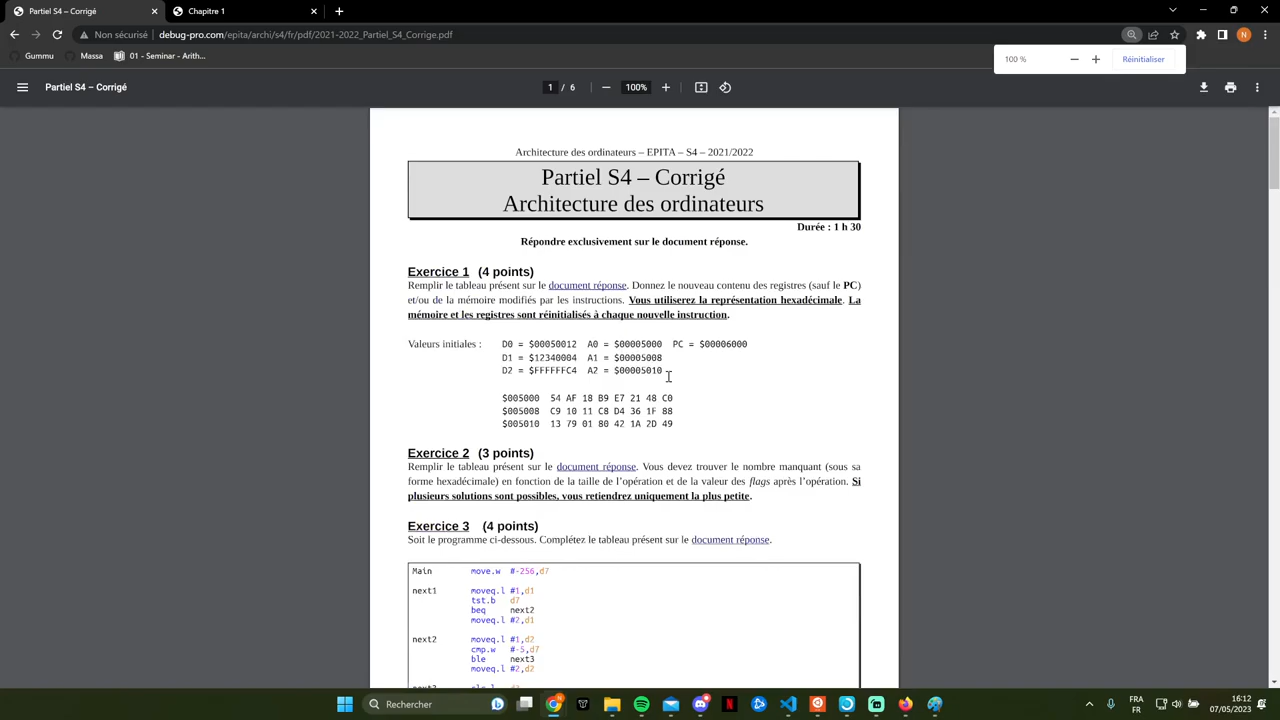 Partiel S4 – Corrigé
Partiel S4 – Corrigé
debug-pro.com/epita/archi/s4/fr/pdf/2021-2022_Partiel_S4_Corrige.pdf
N
Gummu
Massa
01 - Seminar - Arith...
100 %
Réinitialiser
Partiel S4 – Corrigé
1 / 6
100%
Architecture des ordinateurs – EPITA – S4 – 2021/2022
Partiel S4 – Corrigé
Architecture des ordinateurs
Durée : 1 h 30
Répondre exclusivement sur le document réponse.
Exercice 1 (4 points)
Remplir le tableau présent sur le document réponse. Donnez le nouveau contenu des registres (sauf le PC)
et/ou de la mémoire modifiés par les instructions. Vous utiliserez la représentation hexadécimale. La
mémoire et les registres sont réinitialisés à chaque nouvelle instruction.
Valeurs initiales : D0 = $00050012 A0 = $00005000 PC = $00006000
D1 = $12340004 A1 = $00005008
D2 = $FFFFFFC4 A2 = $00005010
$005000 54 AF 18 B9 E7 21 48 C0
$005008 C9 10 11 C8 D4 36 1F 88
$005010 13 79 01 80 42 1A 2D 49
Exercice 2 (3 points)
Remplir le tableau présent sur le document réponse. Vous devez trouver le nombre manquant (sous sa
forme hexadécimale) en fonction de la taille de l'opération et de la valeur des flags après l'opération. Si
plusieurs solutions sont possibles, vous retiendrez uniquement la plus petite.
Exercice 3 (4 points)
Soit le programme ci-dessous. Complétez le tableau présent sur le document réponse.
Main move.w #-256,d7
next1 moveq.l #1,d1
tst.b d7
beq next2
moveq.l #2,d1
next2 moveq.l #1,d2
cmp.w #-5,d7
ble next3
moveq.l #2,d2
Rechercher
FRA
FR
16:12
07/05/2023
16:12